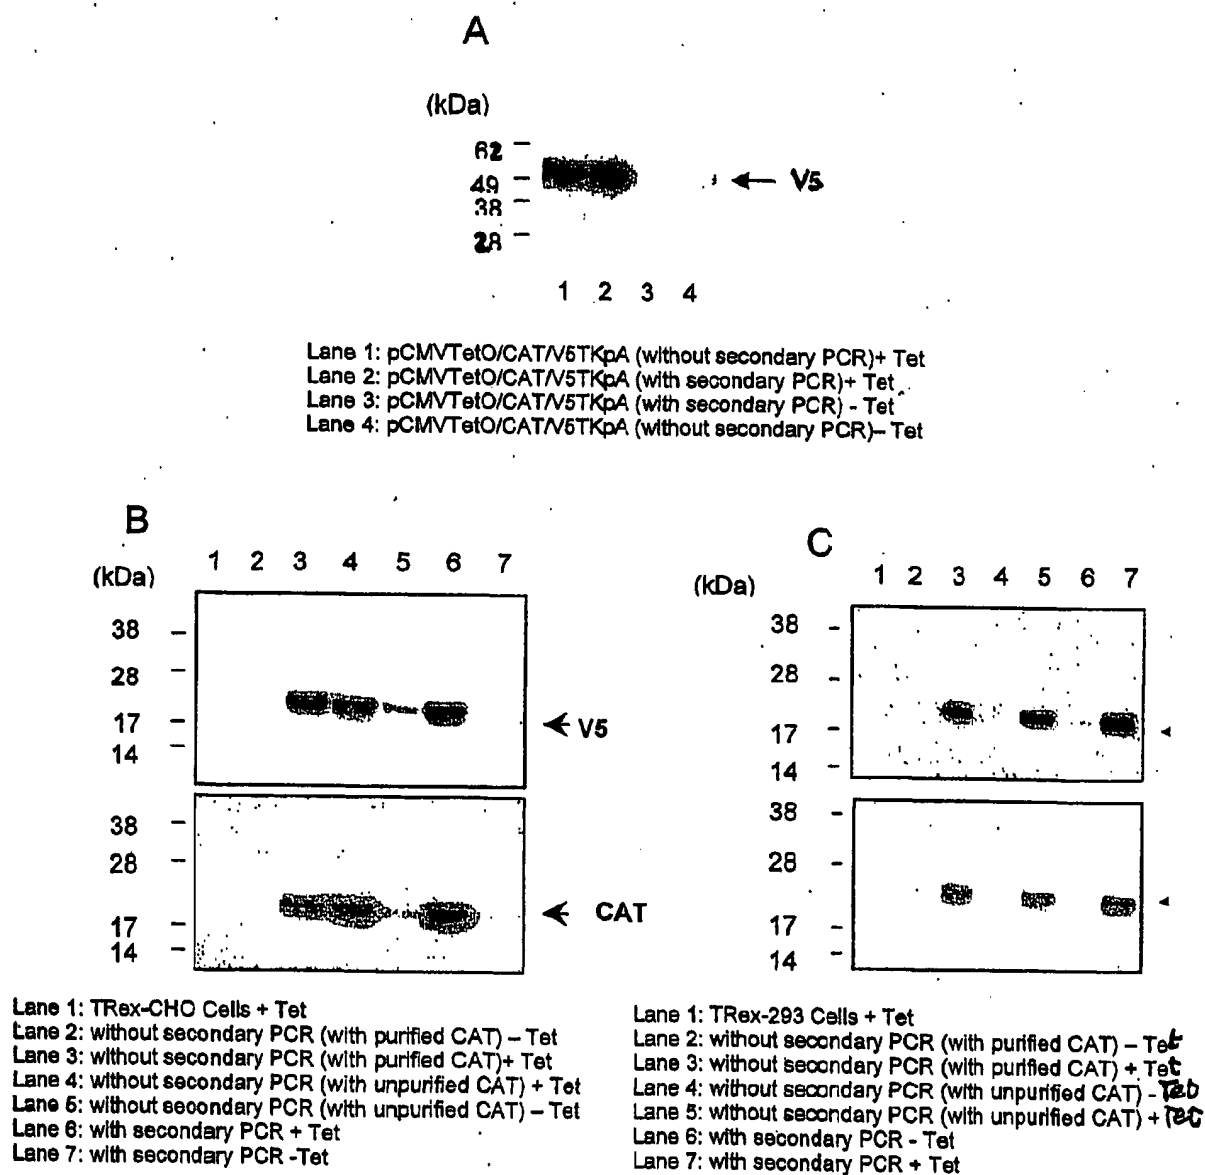 A
(kDa)
62
49
38
28
V5
1 2 3 4
Lane 1: pCMVTetO/CAT/V5TKpA (without secondary PCR)+ Tet
Lane 2: pCMVTetO/CAT/V5TKpA (with secondary PCR)+ Tet
Lane 3: pCMVTetO/CAT/V5TKpA (with secondary PCR) - Tet
Lane 4: pCMVTetO/CAT/V5TKpA (without secondary PCR)– Tet
B
1 2 3 4 5 6 7
(kDa)
38
28
17
14
V5
38
28
17
14
CAT
Lane 1: TRex-CHO Cells + Tet
Lane 2: without secondary PCR (with purified CAT) – Tet
Lane 3: without secondary PCR (with purified CAT)+ Tet
Lane 4: without secondary PCR (with unpurified CAT) + Tet
Lane 5: without secondary PCR (with unpurified CAT) – Tet
Lane 6: with secondary PCR + Tet
Lane 7: with secondary PCR -Tet
C
1 2 3 4 5 6 7
(kDa)
38
28
17
14
38
28
17
14
Lane 1: TRex-293 Cells + Tet
Lane 2: without secondary PCR (with purified CAT) – Tet
Lane 3: without secondary PCR (with purified CAT) + Tet
Lane 4: without secondary PCR (with unpurified CAT) -
Lane 5: without secondary PCR (with unpurified CAT) +
Lane 6: with secondary PCR - Tet
Lane 7: with secondary PCR + Tet